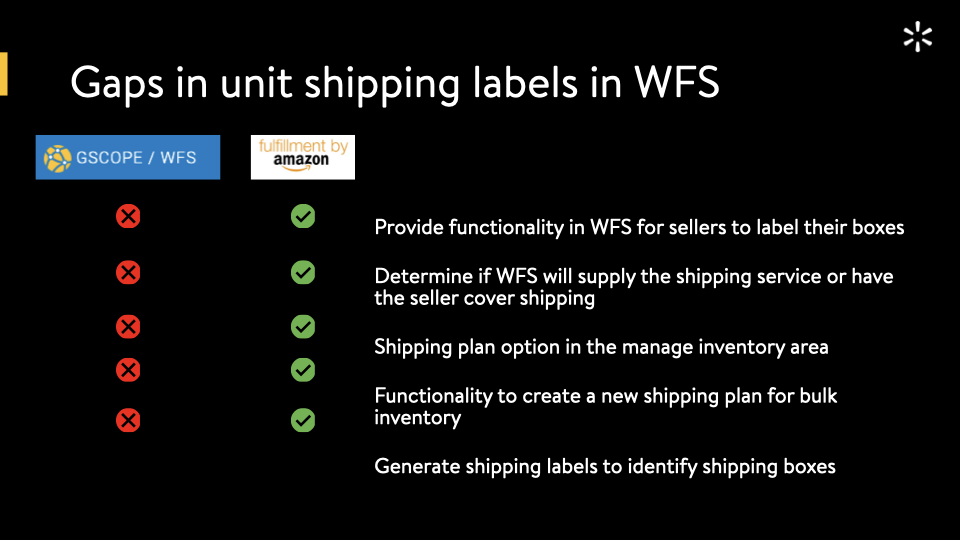 Gaps in unit shipping labels in WFS
GSCOPE / WFS
fulfillment by
amazon
Provide functionality in WFS for sellers to label their boxes
Determine if WFS will supply the shipping service or have
the seller cover shipping
Shipping plan option in the manage inventory area
Functionality to create a new shipping plan for bulk
inventory
Generate shipping labels to identify shipping boxes